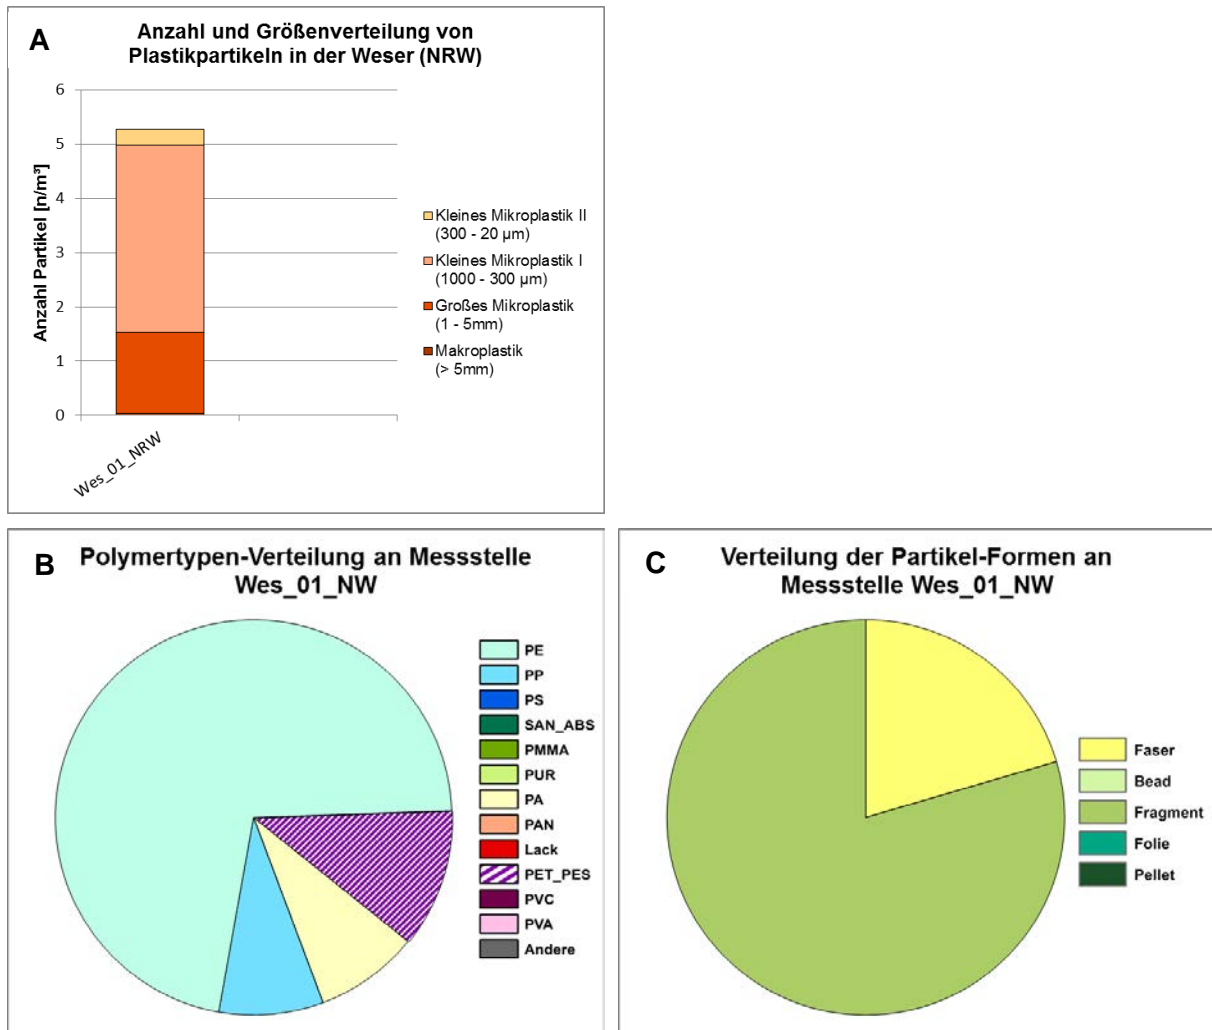 A
Anzahl und Größenverteilung von
Plastikpartikeln in der Weser (NRW)
Anzahl Partikel [n/m³]
6
5
4
3
2
1
0
Wes_01_NRW
Kleines Mikroplastik II
(300 - 20 µm)
Kleines Mikroplastik I
(1000 - 300 µm)
Großes Mikroplastik
(1 - 5mm)
Makroplastik
(> 5mm)
B
Polymertypen-Verteilung an Messstelle
Wes_01_NW
PE
PP
PS
SAN_ABS
PMMA
PUR
PA
PAN
Lack
PET_PES
PVC
PVA
Andere
C
Verteilung der Partikel-Formen an
Messstelle Wes_01_NW
Faser
Bead
Fragment
Folie
Pellet